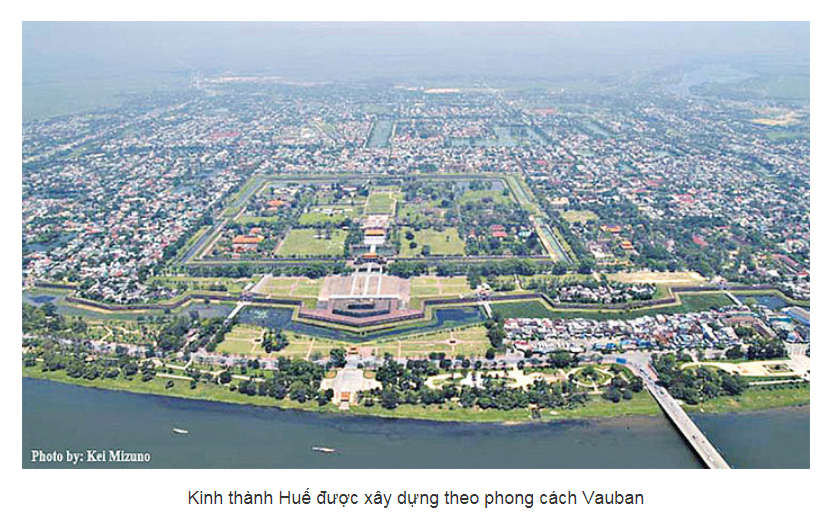 Photo by: Kei Mizuno
Kinh thành Huế được xây dựng theo phong cách Vauban